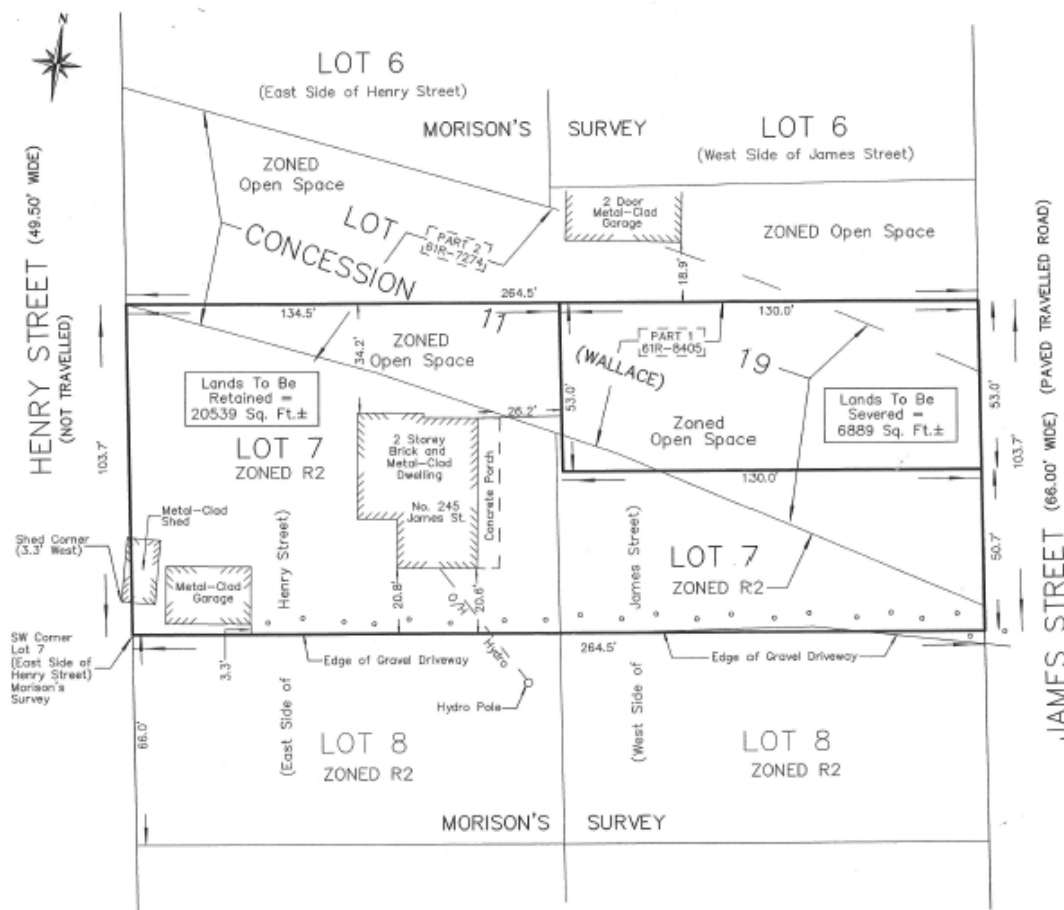 N
LOT 6
(East Side of Henry Street)
MORISON'S SURVEY
LOT 6
(West Side of James Street)
ZONED
Open Space
2 Door
Metal-Clad
Garage
ZONED Open Space
LOT
CONCESSION
PART 2
61R-7274
18.9'
HENRY STREET (49.50' WIDE)
(NOT TRAVELLED)
264.5'
134.5'
11
130.0'
34.2'
ZONED
Open Space
(WALLACE)
PART 1
61R-8405
19
53.0'
53.0'
Lands To Be
Retained =
20539 Sq. Ft.±
26.2'
Zoned
Open Space
Lands To Be
Severed =
6889 Sq. Ft.±
JAMES STREET (66.00' WIDE) (PAVED TRAVELLED ROAD)
103.7'
103.7'
LOT 7
ZONED R2
2 Storey
Brick and
Metal-Clad
Dwelling
No. 245
James St.
Concrete Porch
130.0'
50.7'
Metal-Clad
Shed
Shed Corner
(3.3' West)
Metal-Clad
Garage
Henry Street)
20.8'
20.6'
H
O
James Street)
LOT 7
ZONED R2
SW Corner
Lot 7
(East Side of
Henry Street)
Morison's
Survey
3.3'
Edge of Gravel Driveway
Hydro
264.5'
Edge of Gravel Driveway
Hydro Pole
66.0'
(East Side of
LOT 8
ZONED R2
(West Side of
LOT 8
ZONED R2
MORISON'S SURVEY